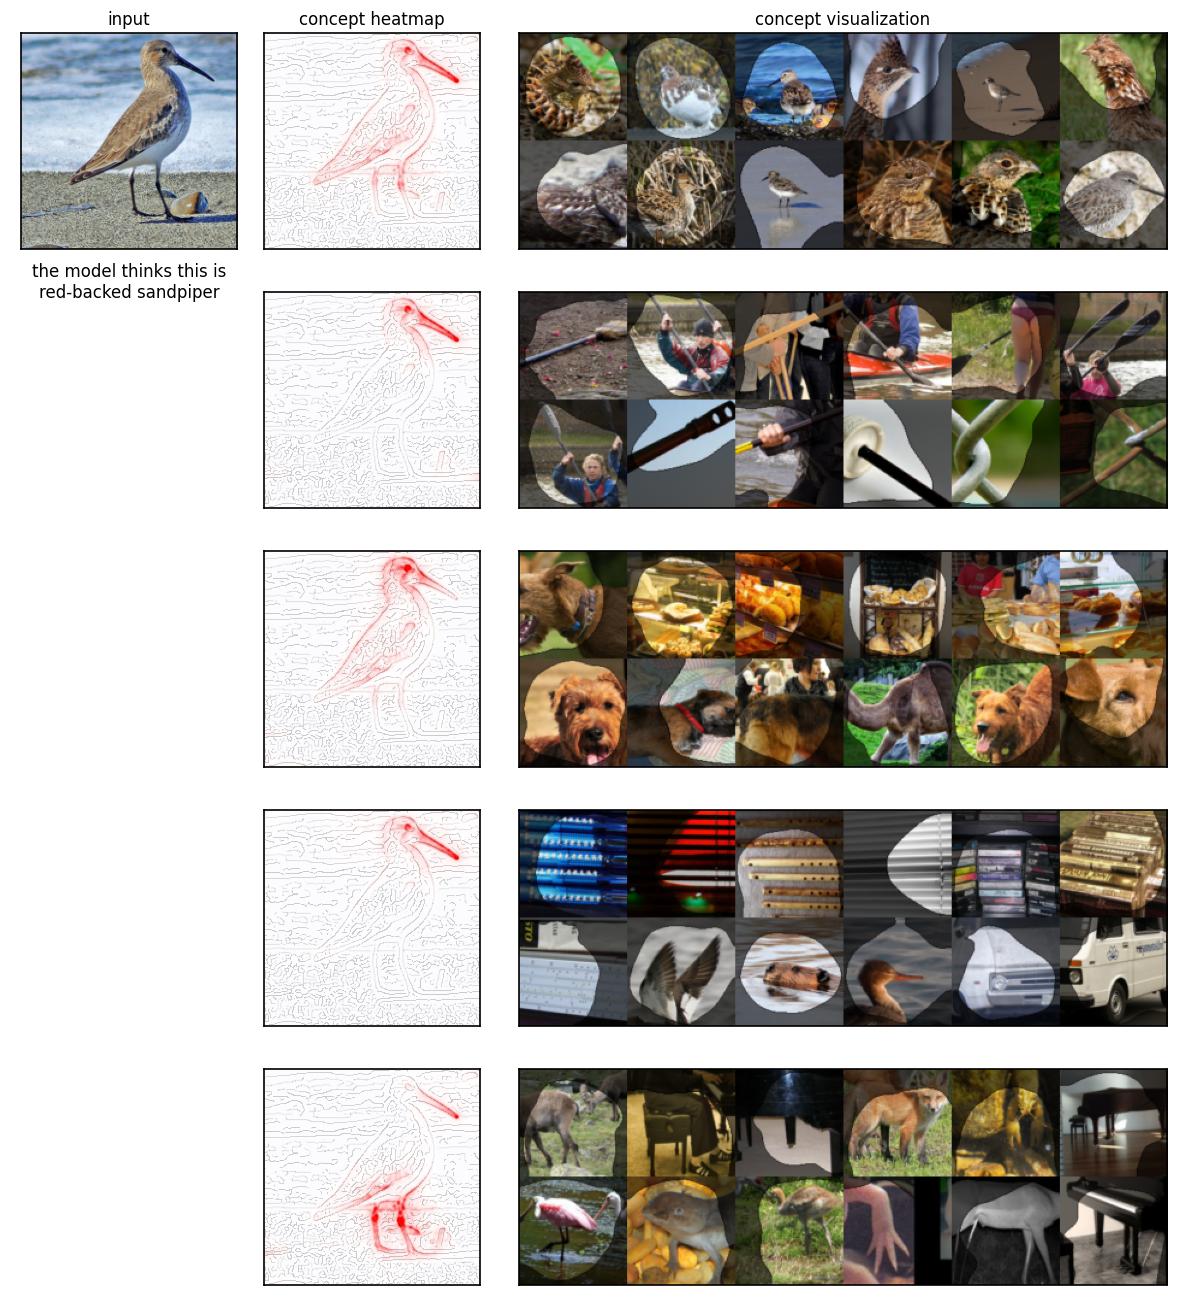 input
concept heatmap
concept visualization
the model thinks this is
red-backed sandpiper